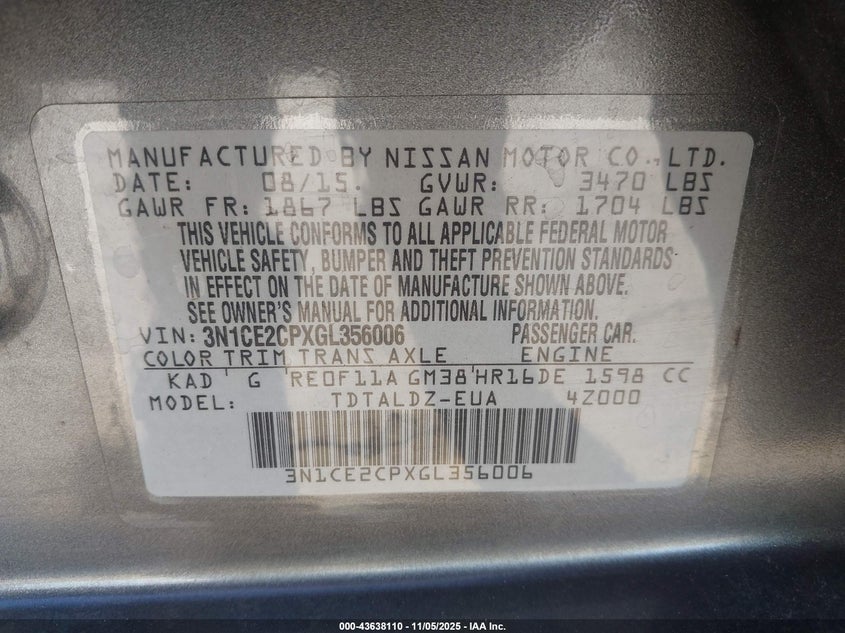 MANUFACTURED BY NISSAN MOTOR CO., LTD.
DATE: 08/15. GVWR: 3470 LBS
GAWR FR: 1867 LBS GAWR RR: 1704 LBS
THIS VEHICLE CONFORMS TO ALL APPLICABLE FEDERAL MOTOR
VEHICLE SAFETY, BUMPER AND THEFT PREVENTION STANDARDS
IN EFFECT ON THE DATE OF MANUFACTURE SHOWN ABOVE.
SEE OWNER'S MANUAL FOR ADDITIONAL INFORMATION.
VIN: 3N1CE2CPXGL356006 PASSENGER CAR.
COLOR TRIM TRANS AXLE ENGINE
KAD G RE0F11A GM38 HR16DE 1598 CC
MODEL: TDTALDZ-EUA 4Z000
3N1CE2CPXGL356006
000-43638110 - 11/05/2025 - IAA Inc.